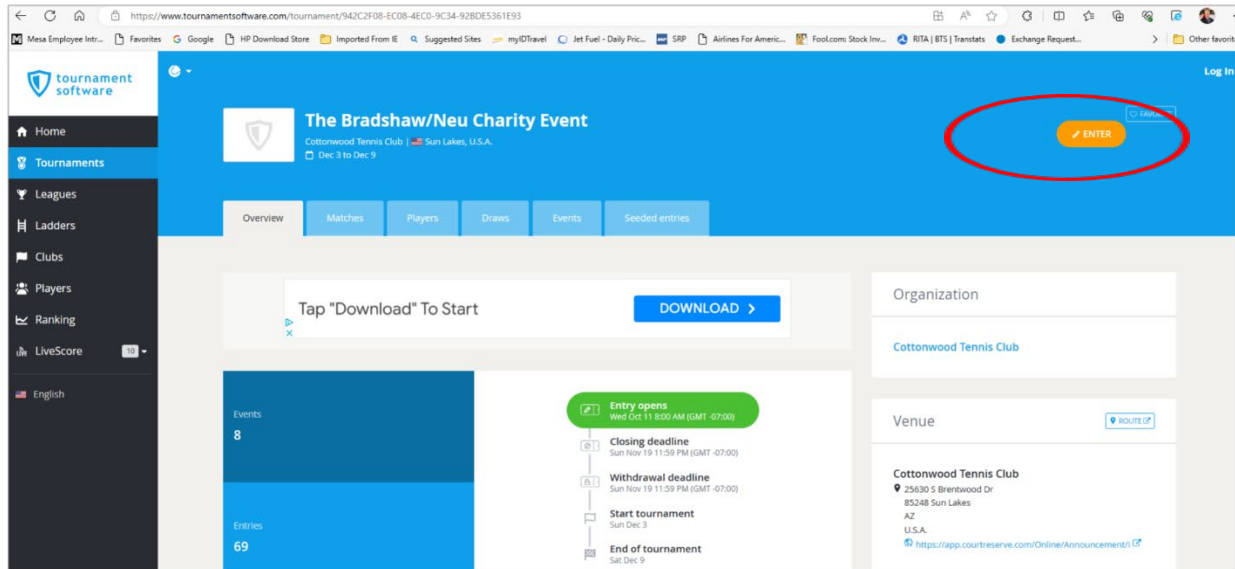 https://www.tournamentsoftware.com/tournament/942C2F08-EC08-4EC0-9C34-92BDE5361E93
Mesa Employee Intr... Favorites Google HP Download Store Imported From IE Suggested Sites myIDTravel Jet Fuel - Daily Pric... SRP Airlines For Americ... Fool.com: Stock Inv... RITA | BTS | Transtats Exchange Request... Other favorit
tournament
software
Log In
Home
Tournaments
Leagues
Ladders
Clubs
Players
Ranking
LiveScore 10
English
The Bradshaw/Neu Charity Event
Cottonwood Tennis Club | Sun Lakes, U.S.A.
Dec 3 to Dec 9
ENTER
Overview Matches Players Draws Events Seeded entries
Tap "Download" To Start
DOWNLOAD
Events
8
Entries
69
Entry opens
Wed Oct 11 8:00 AM (GMT -07:00)
Closing deadline
Sun Nov 19 11:59 PM (GMT -07:00)
Withdrawal deadline
Sun Nov 19 11:59 PM (GMT -07:00)
Start tournament
Sun Dec 3
End of tournament
Sat Dec 9
Organization
Cottonwood Tennis Club
Venue
ROUTE
Cottonwood Tennis Club
25630 S Brentwood Dr
85248 Sun Lakes
AZ
U.S.A.
https://app.courtreserve.com/Online/Announcement/